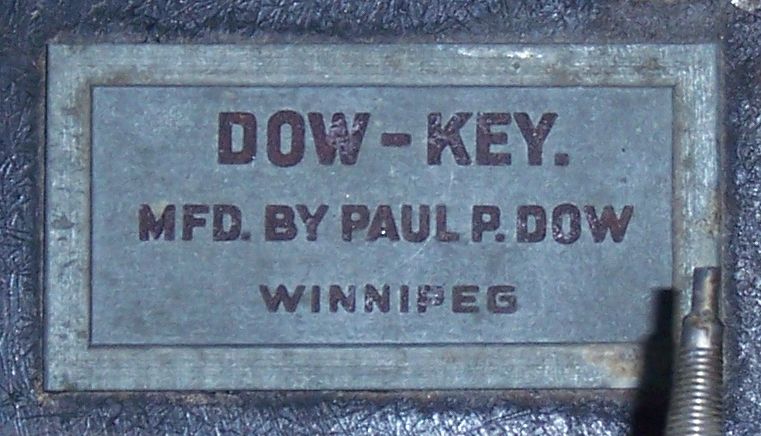 DOW-KEY.
MFD. BY PAUL P. DOW
WINNIPEG